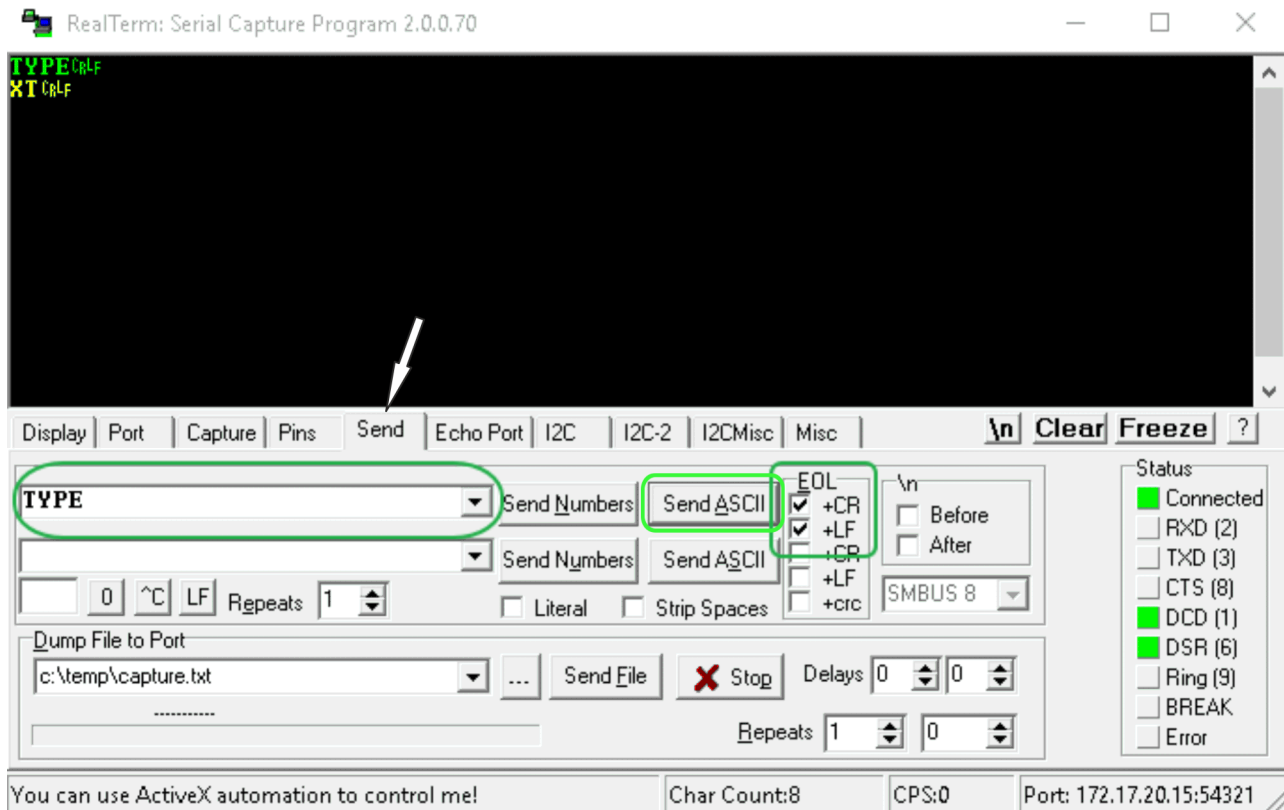 RealTerm: Serial Capture Program 2.0.0.70
TYPECRLF
XTCRLF
Display Port Capture Pins Send Echo Port I2C I2C-2 I2CMisc Misc \n Clear Freeze ?
TYPE
Send Numbers Send ASCII
EOL
+CR
+LF
+CR
+LF
+crc
\n
Before
After
Send Numbers Send ASCII
0 ^C LF Repeats 1
Literal Strip Spaces
SMBUS 8
Dump File to Port
c:\temp\capture.txt
... Send File Stop Delays 0 0
-----------
Repeats 1 0
Status
Connected
RXD (2)
TXD (3)
CTS (8)
DCD (1)
DSR (6)
Ring (9)
BREAK
Error
You can use ActiveX automation to control me! Char Count:8 CPS:0 Port: 172.17.20.15:54321